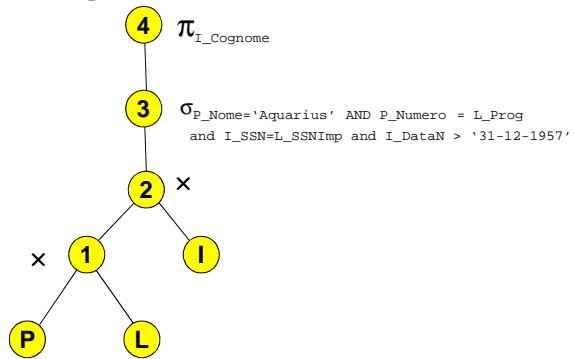 4 π I_Cognome
3 σ P_Nome=‘Aquarius’ AND P_Numero = L_Prog
and I_SSN=L_SSNImp and I_DataN > ‘31-12-1957’
2 ×
× 1 I
P L